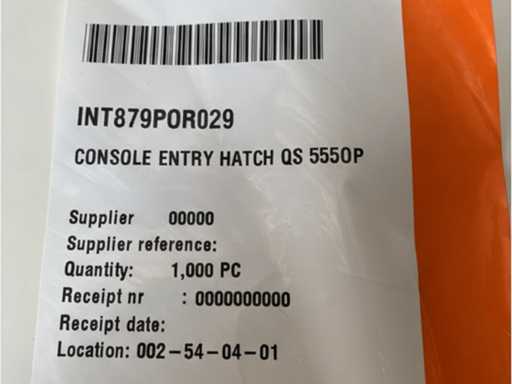 INT879POR029
CONSOLE ENTRY HATCH QS 5550P
Supplier 00000
Supplier reference:
Quantity: 1,000 PC
Receipt nr : 0000000000
Receipt date:
Location: 002-54-04-01